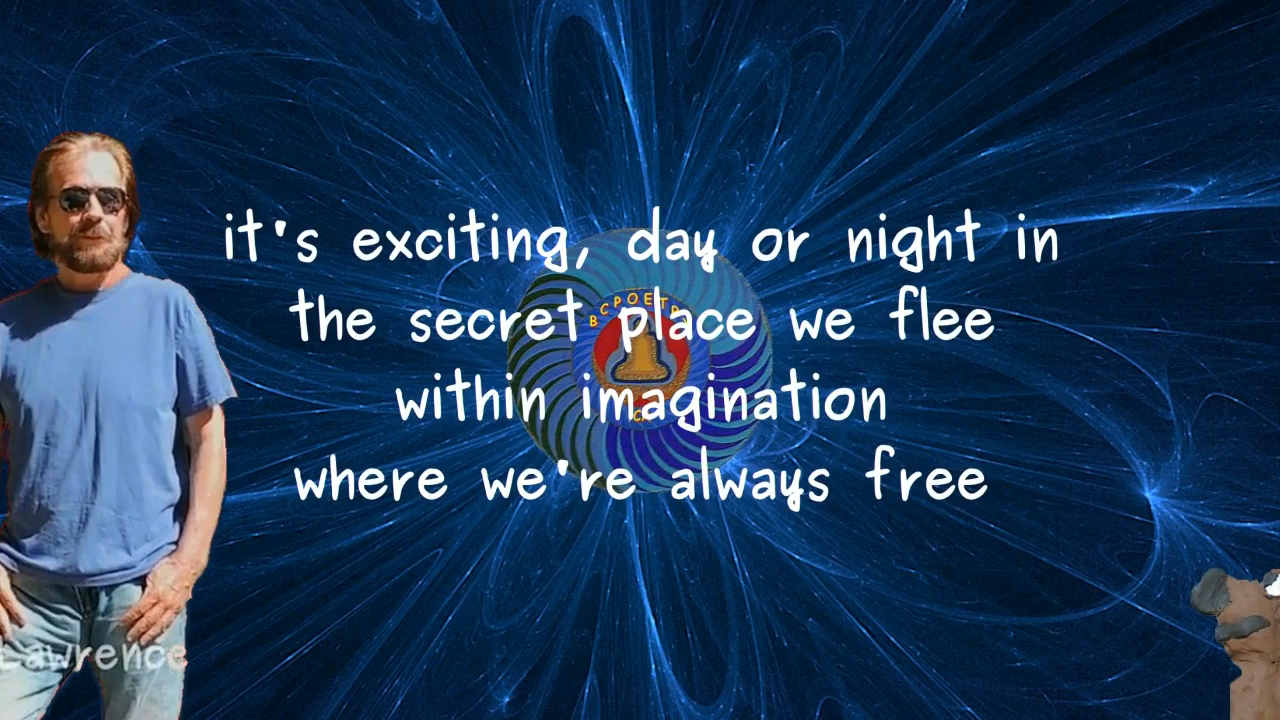 it's exciting, day or night in
the secret place we flee
within imagination
where we're always free
BCPOETR
Lawrence